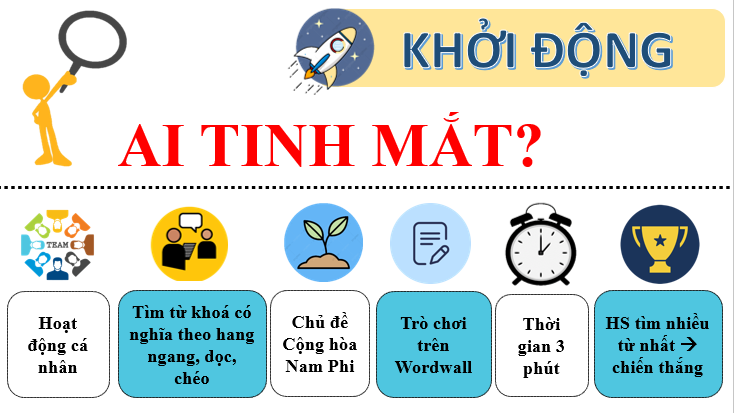 KHỞI ĐỘNG
AI TINH MẮT?
TEAM
Hoạt
động cá
nhân
Tìm từ khoá có
nghĩa theo hang
ngang, dọc,
chéo
Chủ đề
Cộng hòa
Nam Phi
Trò chơi
trên
Wordwall
Thời
gian 3
phút
HS tìm nhiều
từ nhất →
chiến thắng